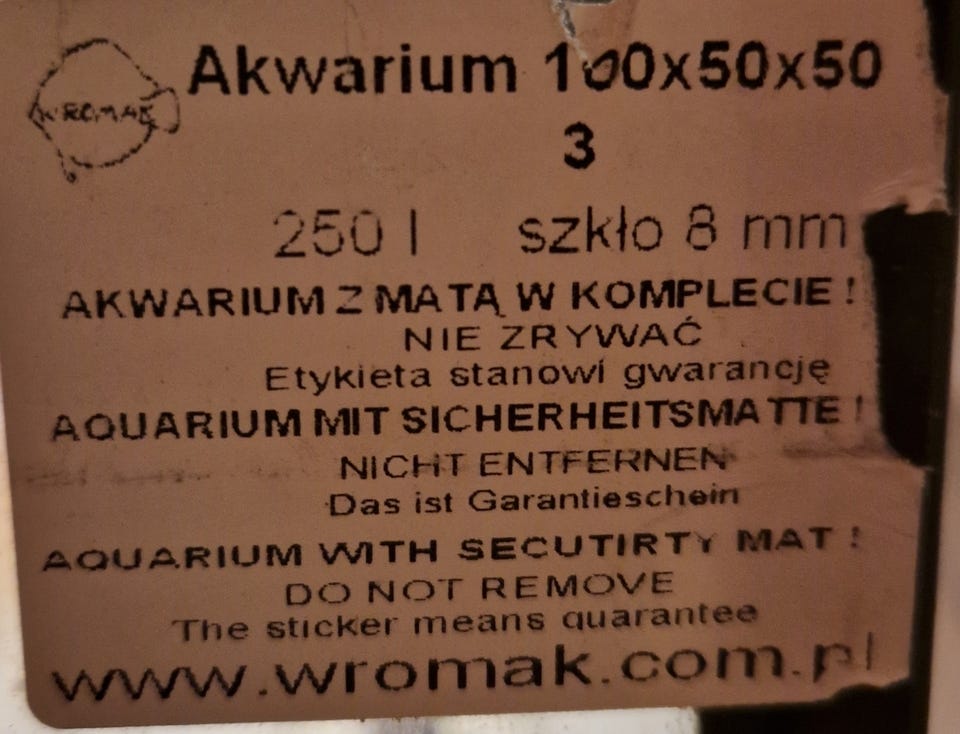 WROMAK
Akwarium 100x50x50
3
250 l szkło 8 mm
AKWARIUM Z MATĄ W KOMPLECIE !
NIE ZRYWAĆ
Etykieta stanowi gwarancję
AQUARIUM MIT SICHERHEITSMATTE !
NICHT ENTFERNEN
Das ist Garantieschein
AQUARIUM WITH SECUTIRTY MAT !
DO NOT REMOVE
The sticker means quarantee
www.wromak.com.pl